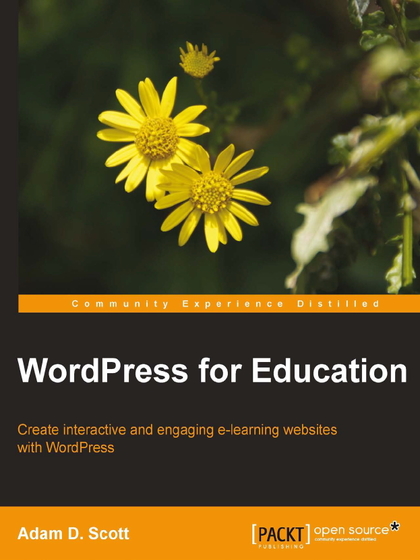 Community Experience Distilled
WordPress for Education
Create interactive and engaging e-learning websites
with WordPress
Adam D. Scott
[PACKT]
PUBLISHING
open source*
community experience distilled